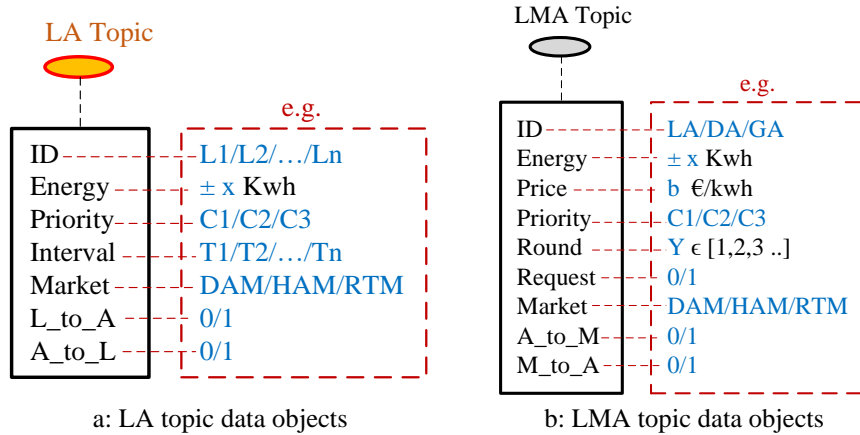 LA Topic
e.g.
ID L1/L2/…/Ln
Energy ± x Kwh
Priority C1/C2/C3
Interval T1/T2/…/Tn
Market DAM/HAM/RTM
L_to_A 0/1
A_to_L 0/1
a: LA topic data objects
LMA Topic
e.g.
ID LA/DA/GA
Energy ± x Kwh
Price b €/kwh
Priority C1/C2/C3
Round Y ϵ [1,2,3 ..]
Request 0/1
Market DAM/HAM/RTM
A_to_M 0/1
M_to_A 0/1
b: LMA topic data objects